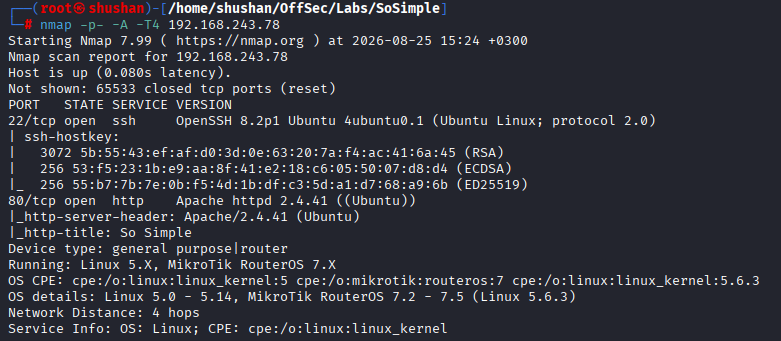 ┌──(root㉿shushan)-[/home/shushan/OffSec/Labs/SoSimple]
└─# nmap -p- -A -T4 192.168.243.78
Starting Nmap 7.99 ( https://nmap.org ) at 2026-08-25 15:24 +0300
Nmap scan report for 192.168.243.78
Host is up (0.080s latency).
Not shown: 65533 closed tcp ports (reset)
PORT   STATE SERVICE VERSION
22/tcp open  ssh     OpenSSH 8.2p1 Ubuntu 4ubuntu0.1 (Ubuntu Linux; protocol 2.0)
| ssh-hostkey:
|   3072 5b:55:43:ef:af:d0:3d:0e:63:20:7a:f4:ac:41:6a:45 (RSA)
|   256 53:f5:23:1b:e9:aa:8f:41:e2:18:c6:05:50:07:d8:d4 (ECDSA)
|_  256 55:b7:7b:7e:0b:f5:4d:1b:df:c3:5d:a1:d7:68:a9:6b (ED25519)
80/tcp open  http    Apache httpd 2.4.41 ((Ubuntu))
|_http-server-header: Apache/2.4.41 (Ubuntu)
|_http-title: So Simple
Device type: general purpose|router
Running: Linux 5.X, MikroTik RouterOS 7.X
OS CPE: cpe:/o:linux:linux_kernel:5 cpe:/o:mikrotik:routeros:7 cpe:/o:linux:linux_kernel:5.6.3
OS details: Linux 5.0 - 5.14, MikroTik RouterOS 7.2 - 7.5 (Linux 5.6.3)
Network Distance: 4 hops
Service Info: OS: Linux; CPE: cpe:/o:linux:linux_kernel